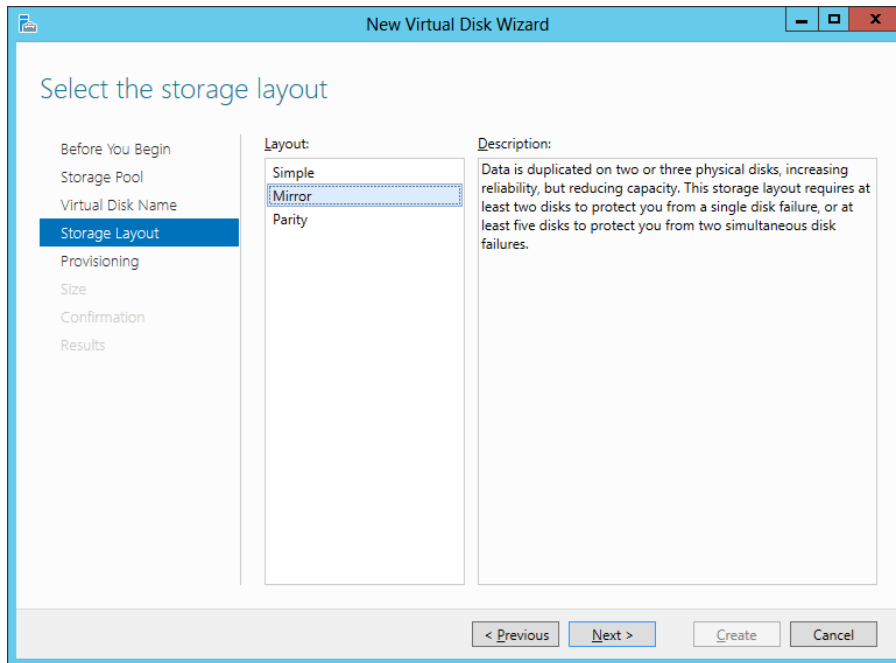 New Virtual Disk Wizard
Select the storage layout
Before You Begin
Storage Pool
Virtual Disk Name
Storage Layout
Provisioning
Size
Confirmation
Results
Layout:
Simple
Mirror
Parity
Description:
Data is duplicated on two or three physical disks, increasing
reliability, but reducing capacity. This storage layout requires at
least two disks to protect you from a single disk failure, or at
least five disks to protect you from two simultaneous disk
failures.
< Previous
Next >
Create
Cancel